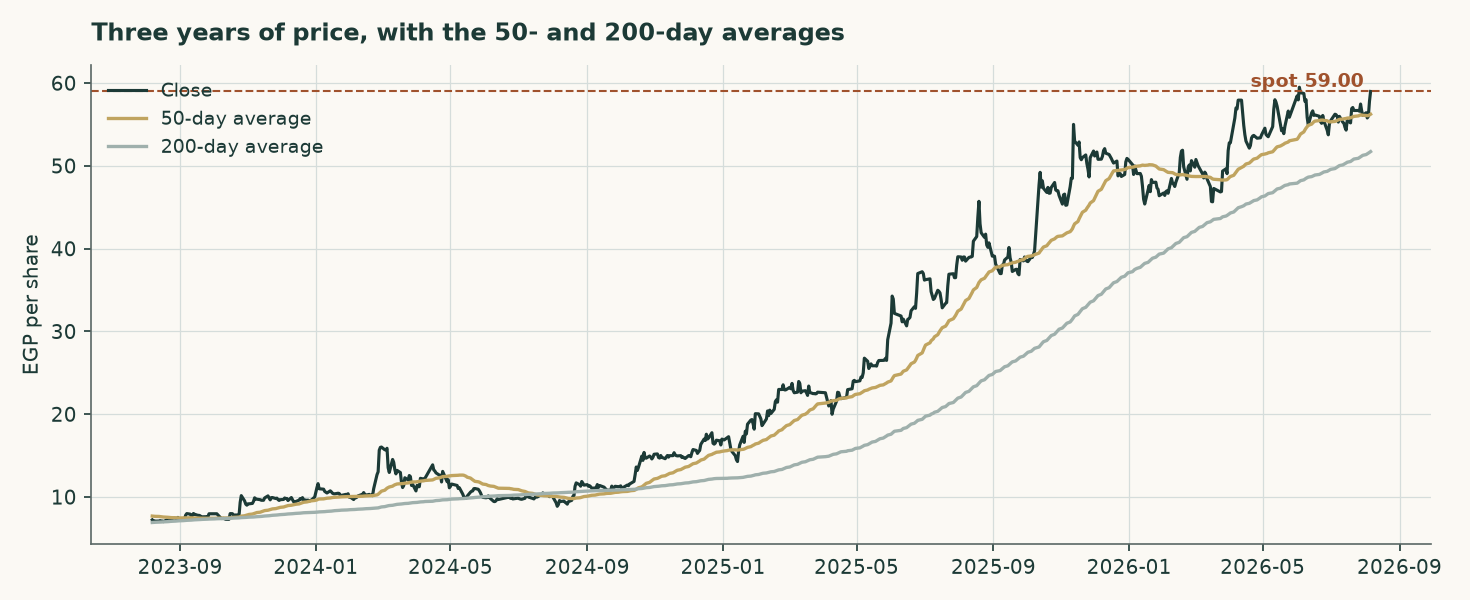 Three years of price, with the 50- and 200-day averages
EGP per share
60
50
40
30
20
10
Close
50-day average
200-day average
spot 59.00
2023-09
2024-01
2024-05
2024-09
2025-01
2025-05
2025-09
2026-01
2026-05
2026-09